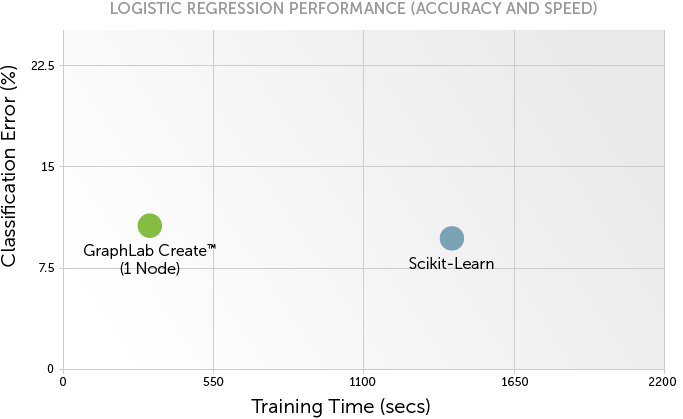 LOGISTIC REGRESSION PERFORMANCE (ACCURACY AND SPEED)
Classification Error (%)
22.5
15
7.5
0
GraphLab Create™
(1 Node)
Scikit-Learn
0 550 1100 1650 2200
Training Time (secs)